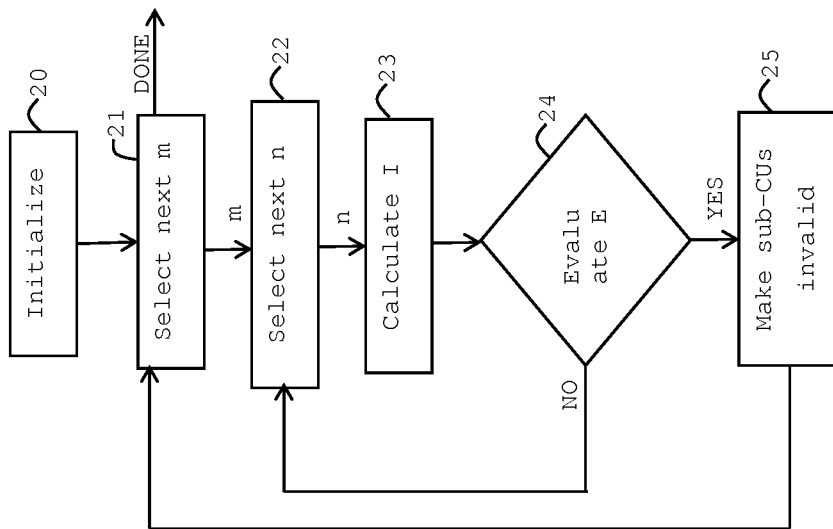 20
Initialize
DONE
21
Select next m
m
22
Select next n
n
23
Calculate I
24
Evalu
ate E
NO
YES
25
Make sub-CUs
invalid